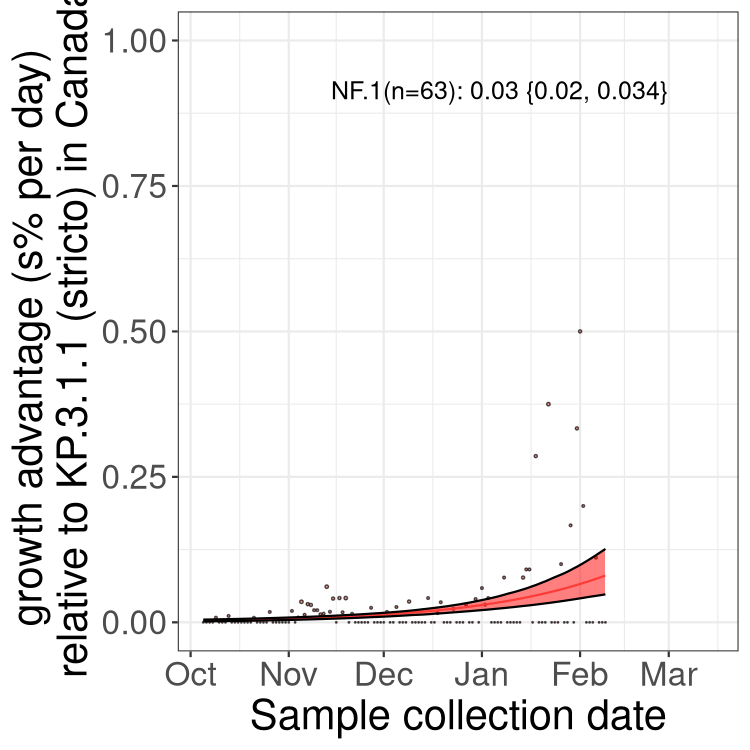 growth advantage (s% per day)
relative to KP.3.1.1 (stricto) in Canada
1.00
0.75
0.50
0.25
0.00
NF.1(n=63): 0.03 {0.02, 0.034}
Oct Nov Dec Jan Feb Mar
Sample collection date